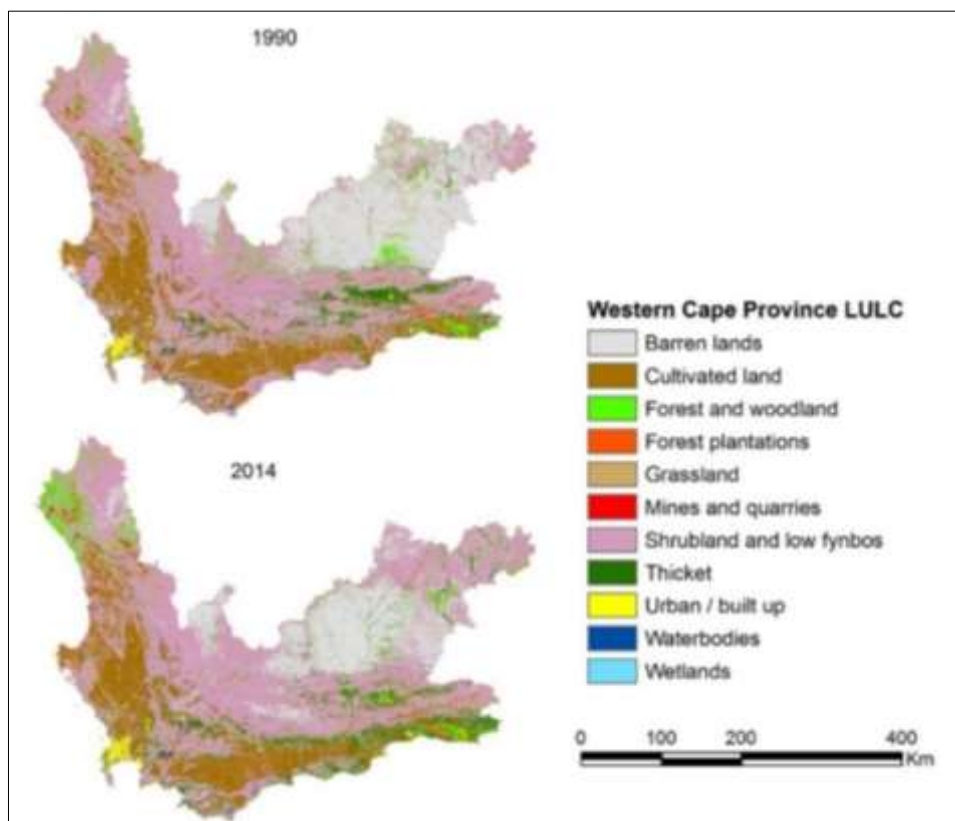 1990
2014
Western Cape Province LULC
Barren lands
Cultivated land
Forest and woodland
Forest plantations
Grassland
Mines and quarries
Shrubland and low fynbos
Thicket
Urban / built up
Waterbodies
Wetlands
0 100 200 400
Km